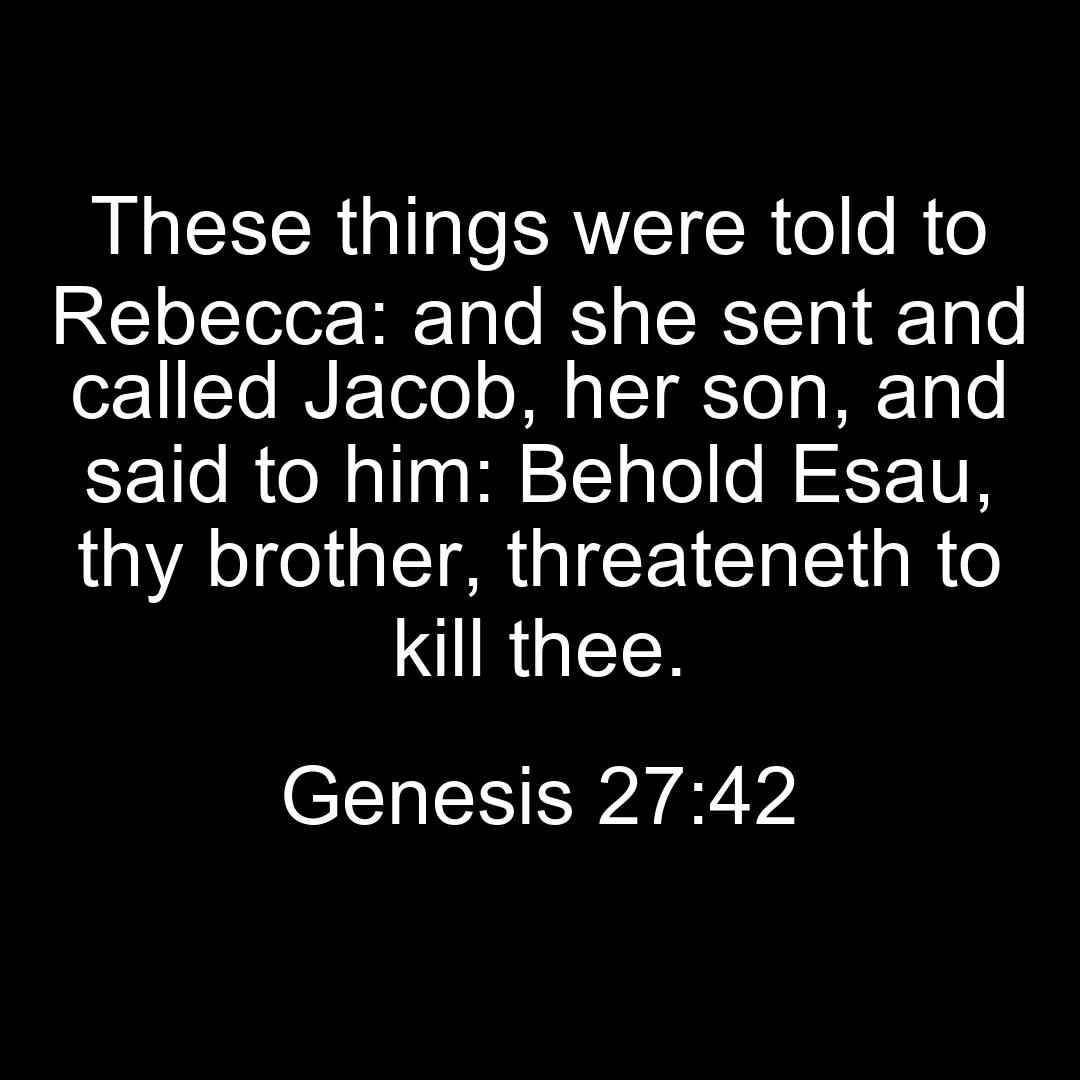 These things were told to
Rebecca: and she sent and
called Jacob, her son, and
said to him: Behold Esau,
thy brother, threateneth to
kill thee.
Genesis 27:42